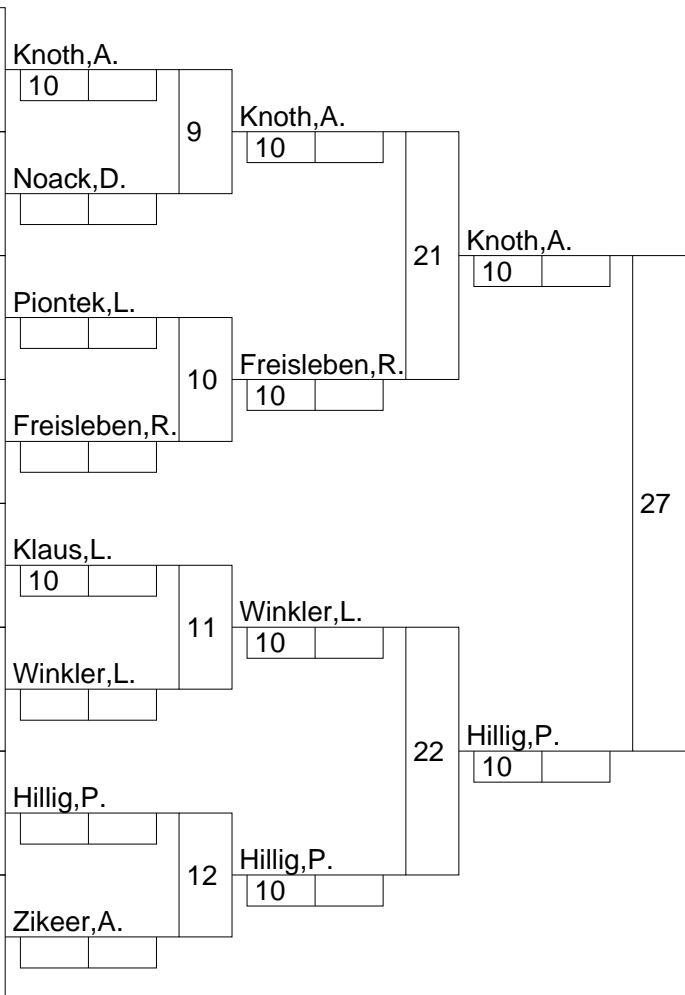 Knoth,A.
10
9
Noack,D.
Piontek,L.
10
Freisleben,R.
Klaus,L.
10
11
Winkler,L.
Hillig,P.
12
Zikeer,A.
Knoth,A.
10
21
Freisleben,R.
10
Winkler,L.
10
22
Hillig,P.
10
Knoth,A.
10
27
Hillig,P.
10